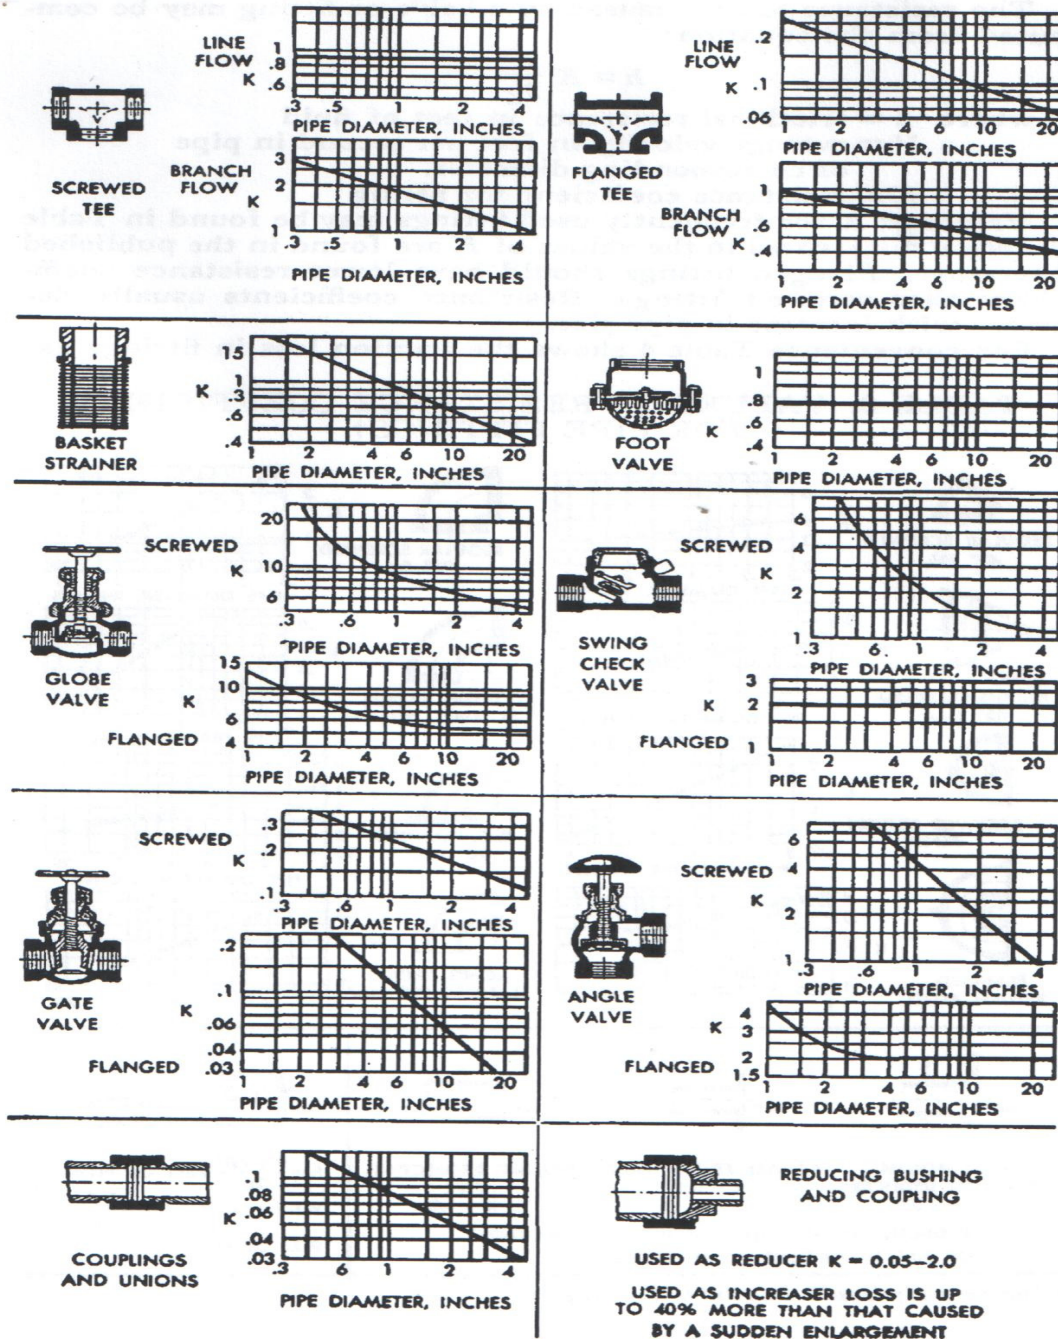 LINE
FLOW
K
1
.8
.6
.3 .5 1 2 4
PIPE DIAMETER, INCHES
SCREWED
TEE
BRANCH
FLOW
K
3
2
1
.3 .5 1 2 4
PIPE DIAMETER, INCHES
LINE
FLOW
K
.2
.1
.06
1 2 4 6 10 20
PIPE DIAMETER, INCHES
FLANGED
TEE
BRANCH
FLOW
K
1
.6
.4
1 2 4 6 10 20
PIPE DIAMETER, INCHES
BASKET
STRAINER
K
15
1
.4
1 2 4 6 10 20
PIPE DIAMETER, INCHES
FOOT
VALVE
K
1
.8
.6
.4
1 2 4 6 10 20
PIPE DIAMETER, INCHES
GLOBE
VALVE
SCREWED
K
20
10
6
.3 .6 1 2 4
PIPE DIAMETER, INCHES
K
FLANGED
15
10
6
4
1 2 4 6 10 20
PIPE DIAMETER, INCHES
SWING
CHECK
VALVE
SCREWED
K
6
4
2
1
.3 .6 1 2 4
PIPE DIAMETER, INCHES
K
FLANGED
3
2
1
1 2 4 6 10 20
PIPE DIAMETER, INCHES
GATE
VALVE
SCREWED
K
.3
.2
.1
.3 .6 1 2 4
PIPE DIAMETER, INCHES
K
FLANGED
.2
.1
.06
.04
.03
1 2 4 6 10 20
PIPE DIAMETER, INCHES
ANGLE
VALVE
SCREWED
K
6
4
2
1
.3 .6 1 2 4
PIPE DIAMETER, INCHES
K
FLANGED
4
3
2
1.5
1 2 4 6 10 20
PIPE DIAMETER, INCHES
COUPLINGS
AND UNIONS
K
.1
.08
.06
.04
.03
.3 6 1 2 4
PIPE DIAMETER, INCHES
REDUCING BUSHING
AND COUPLING
USED AS REDUCER K = 0.05–2.0
USED AS INCREASER LOSS IS UP
TO 40% MORE THAN THAT CAUSED
BY A SUDDEN ENLARGEMENT